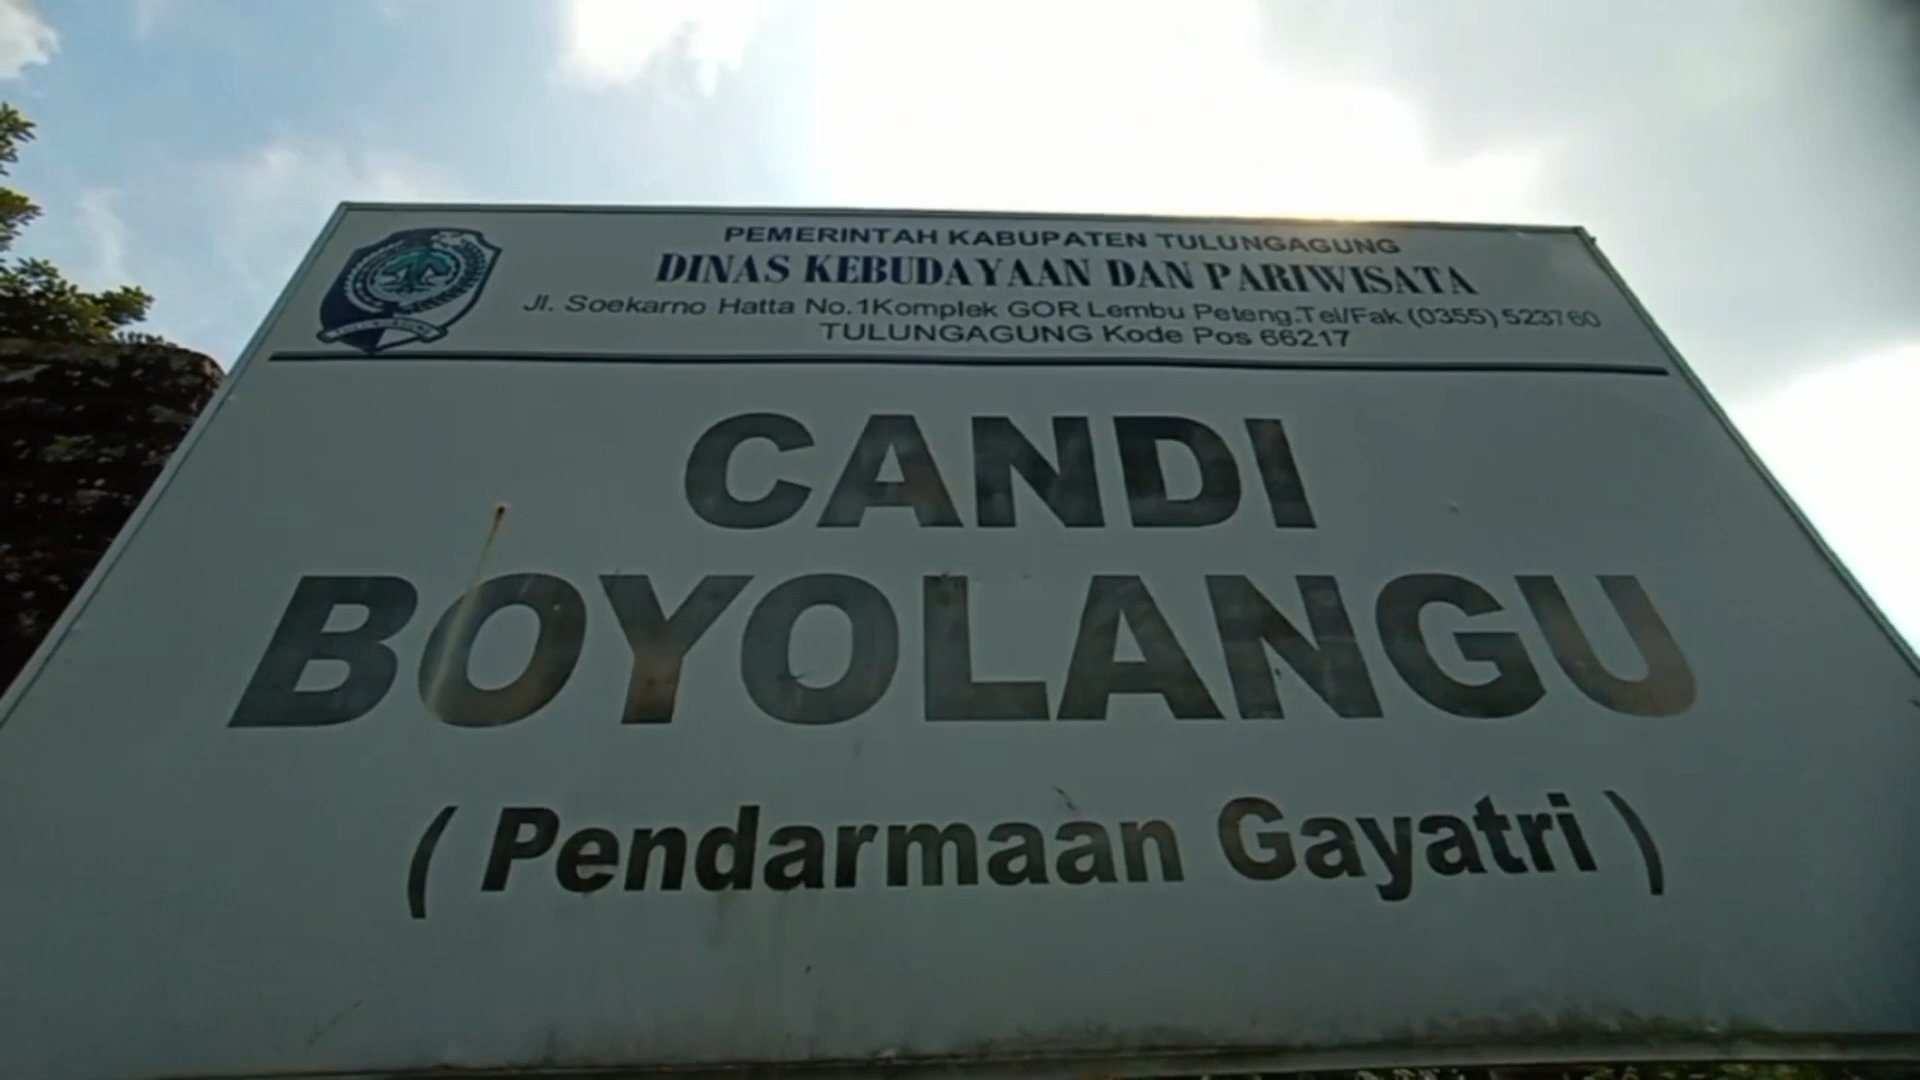 PEMERINTAH KABUPATEN TULUNGAGUNG
DINAS KEBUDAYAAN DAN PARIWISATA
Jl. Soekarno Hatta No.1Komplek GOR Lembu Peteng.Tel/Fak (0355) 523760
TULUNGAGUNG Kode Pos 66217
CANDI
BOYOLANGU
( Pendarmaan Gayatri )